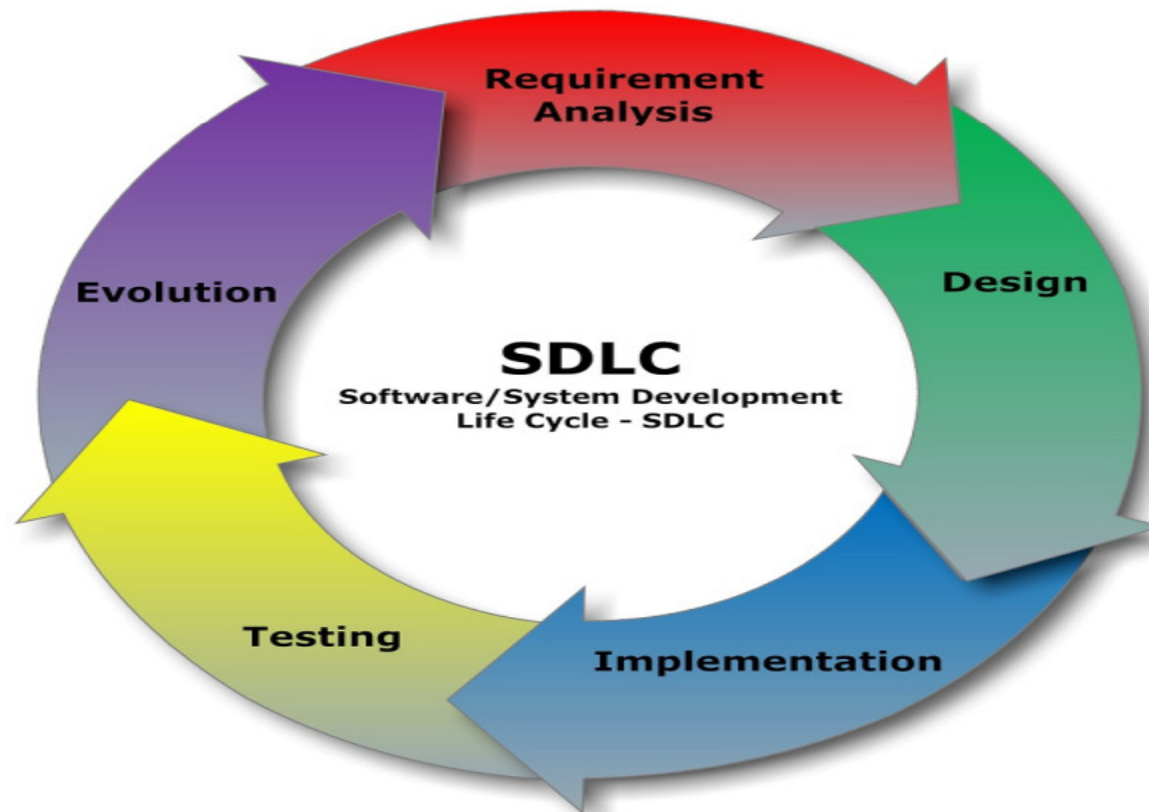 Requirement
Analysis
Design
Implementation
Testing
Evolution
SDLC
Software/System Development
Life Cycle - SDLC